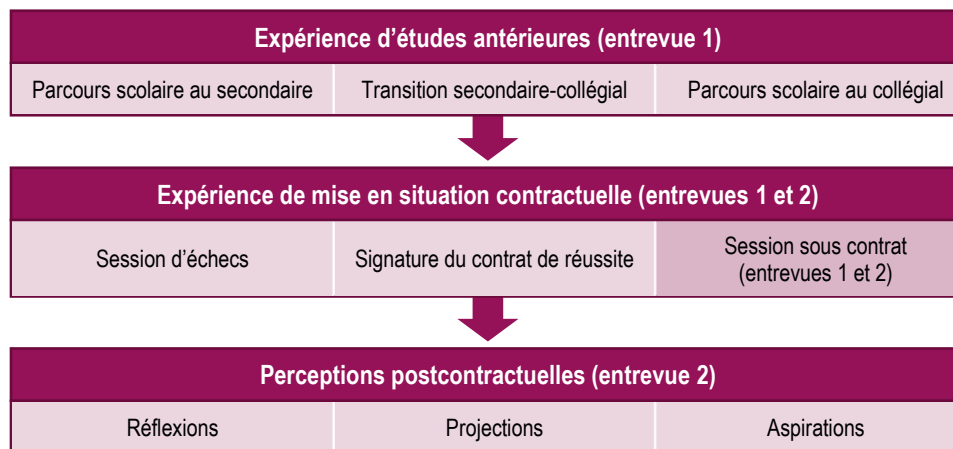 Expérience d’études antérieures (entrevue 1)
Parcours scolaire au secondaire
Transition secondaire-collégial
Parcours scolaire au collégial
Expérience de mise en situation contractuelle (entrevues 1 et 2)
Session d’échecs
Signature du contrat de réussite
Session sous contrat
(entrevues 1 et 2)
Perceptions postcontractuelles (entrevue 2)
Réflexions
Projections
Aspirations